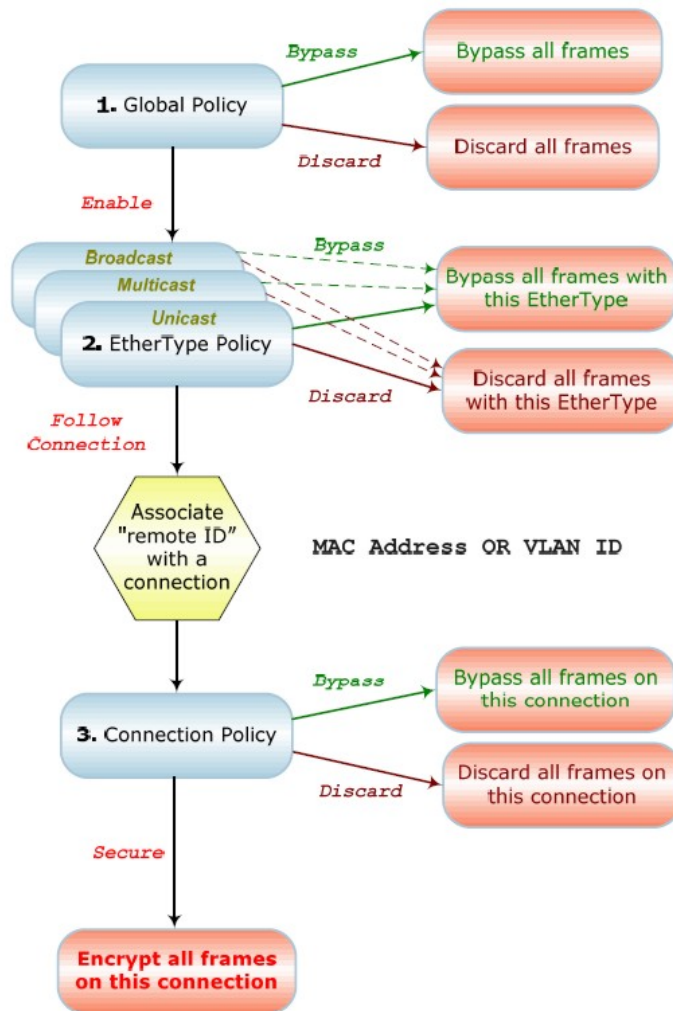 Bypass
Bypass all frames
1. Global Policy
Discard
Discard all frames
Enable
Broadcast
Multicast
Unicast
2. EtherType Policy
Bypass
Bypass all frames with
this EtherType
Discard
Discard all frames
with this EtherType
Follow
Connection
Associate
"remote ID”
with a
connection
MAC Address OR VLAN ID
3. Connection Policy
Bypass
Bypass all frames on
this connection
Discard
Discard all frames on
this connection
Secure
Encrypt all frames
on this connection